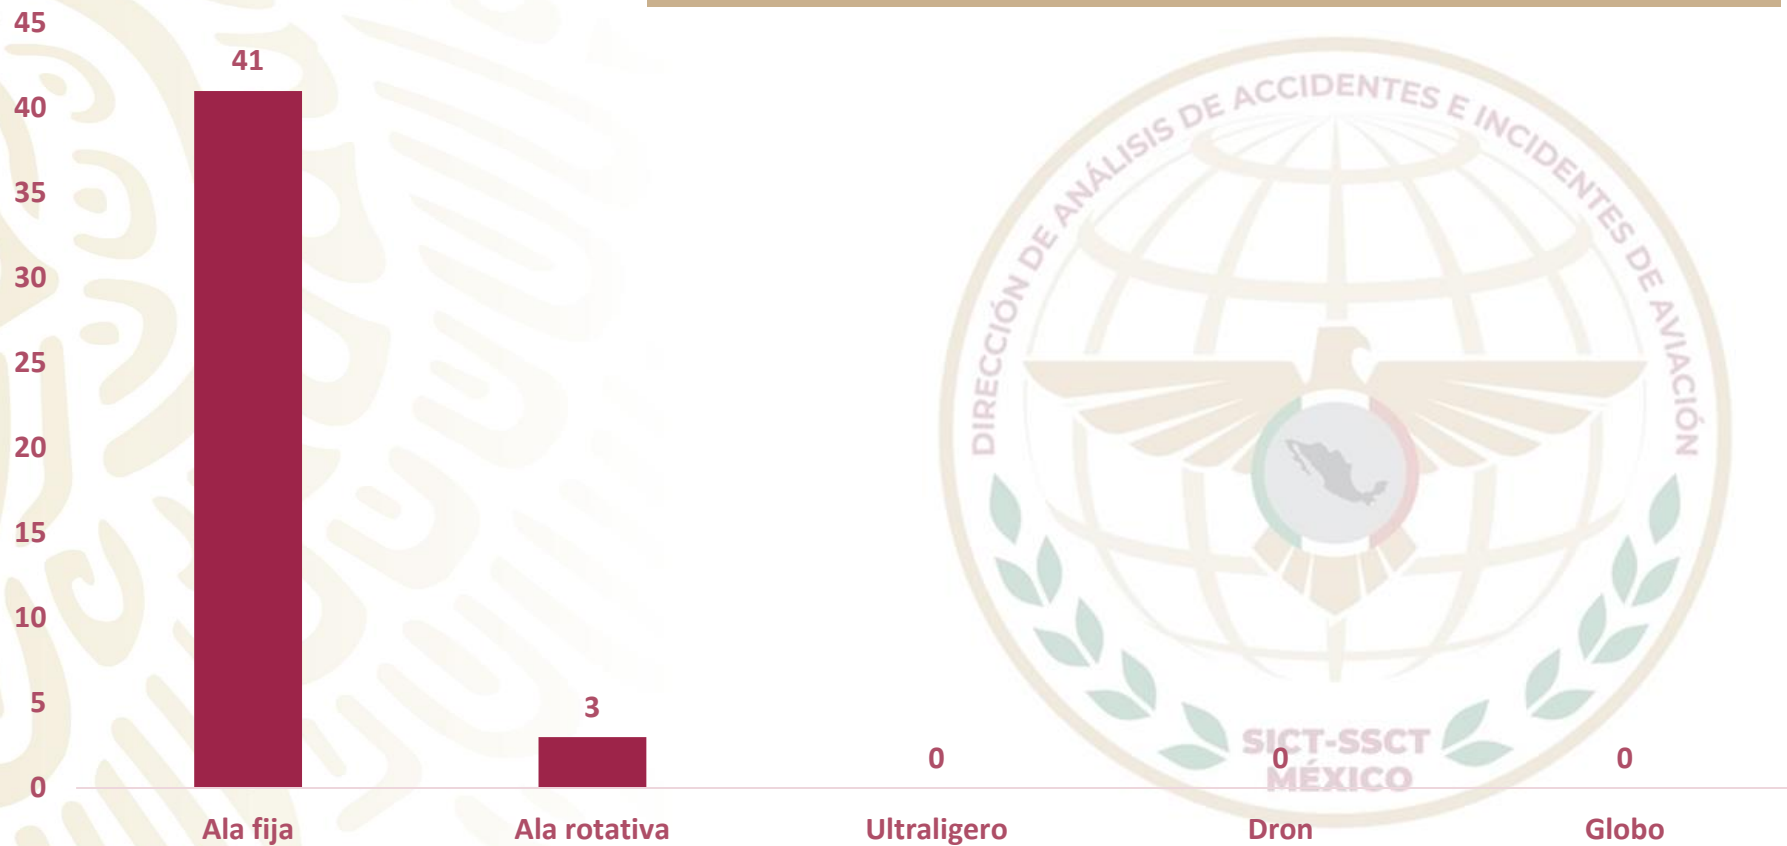 45
40
35
30
25
20
15
10
5
0
41
3
0
0
0
Ala fija
Ala rotativa
Ultraligero
Dron
Globo
DIRECCIÓN DE ANÁLISIS DE ACCIDENTES E INCIDENTES DE AVIACIÓN
SICT-SSCT
MÉXICO